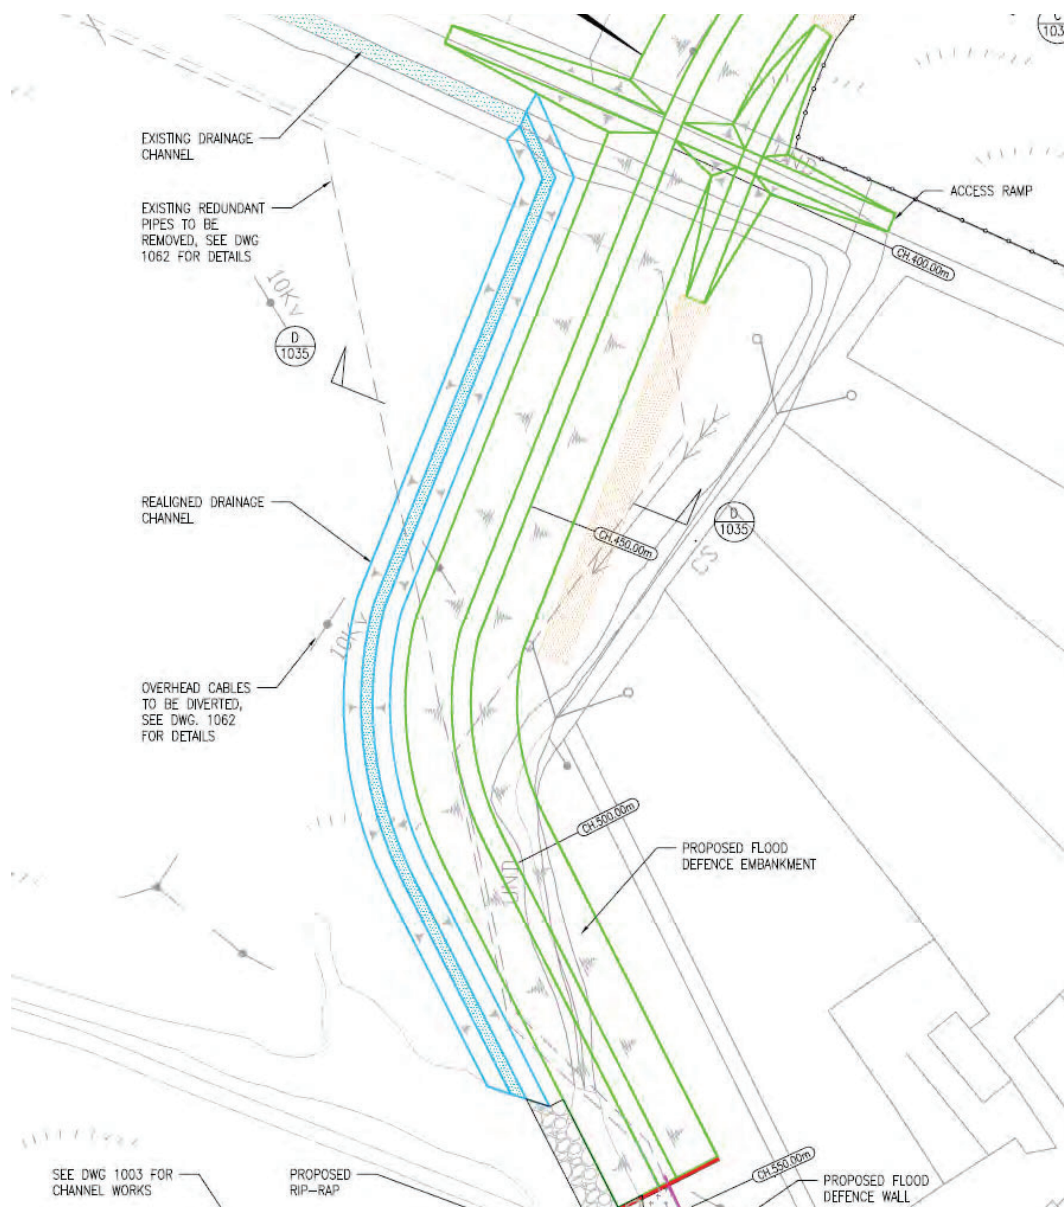 EXISTING DRAINAGE
CHANNEL
EXISTING REDUNDANT
PIPES TO BE
REMOVED, SEE DWG
1062 FOR DETAILS
10Kv
D
1035
ACCESS RAMP
CH.400.00m
REALIGNED DRAINAGE
CHANNEL
CH.450.00m
D
1035
CS
10Kv
OVERHEAD CABLES
TO BE DIVERTED,
SEE DWG. 1062
FOR DETAILS
CH.500.00m
PROPOSED FLOOD
DEFENCE EMBANKMENT
UND
CH.550.00m
SEE DWG 1003 FOR
CHANNEL WORKS
PROPOSED
RIP-RAP
PROPOSED FLOOD
DEFENCE WALL